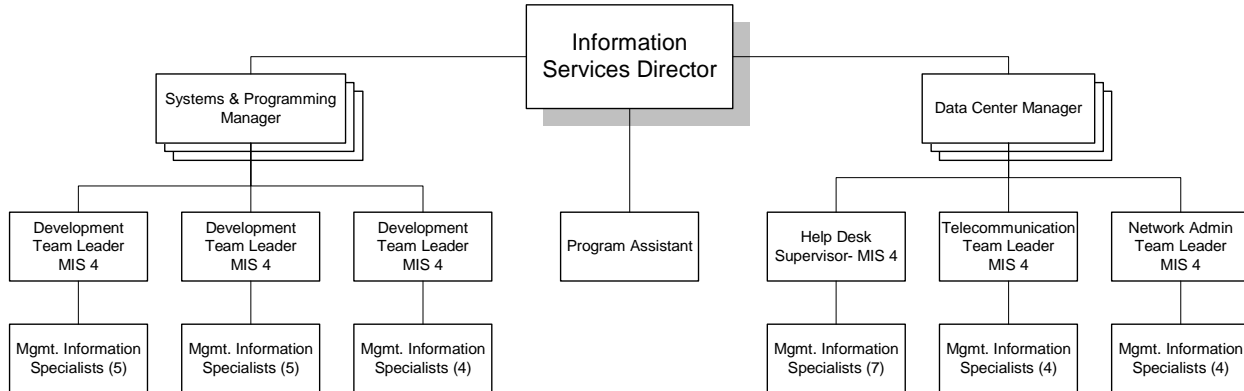 Information
Services Director
Systems & Programming
Manager
Data Center Manager
Development
Team Leader
MIS 4
Development
Team Leader
MIS 4
Development
Team Leader
MIS 4
Program Assistant
Help Desk
Supervisor- MIS 4
Telecommunication
Team Leader
MIS 4
Network Admin
Team Leader
MIS 4
Mgmt. Information
Specialists (5)
Mgmt. Information
Specialists (5)
Mgmt. Information
Specialists (4)
Mgmt. Information
Specialists (7)
Mgmt. Information
Specialists (4)
Mgmt. Information
Specialists (4)